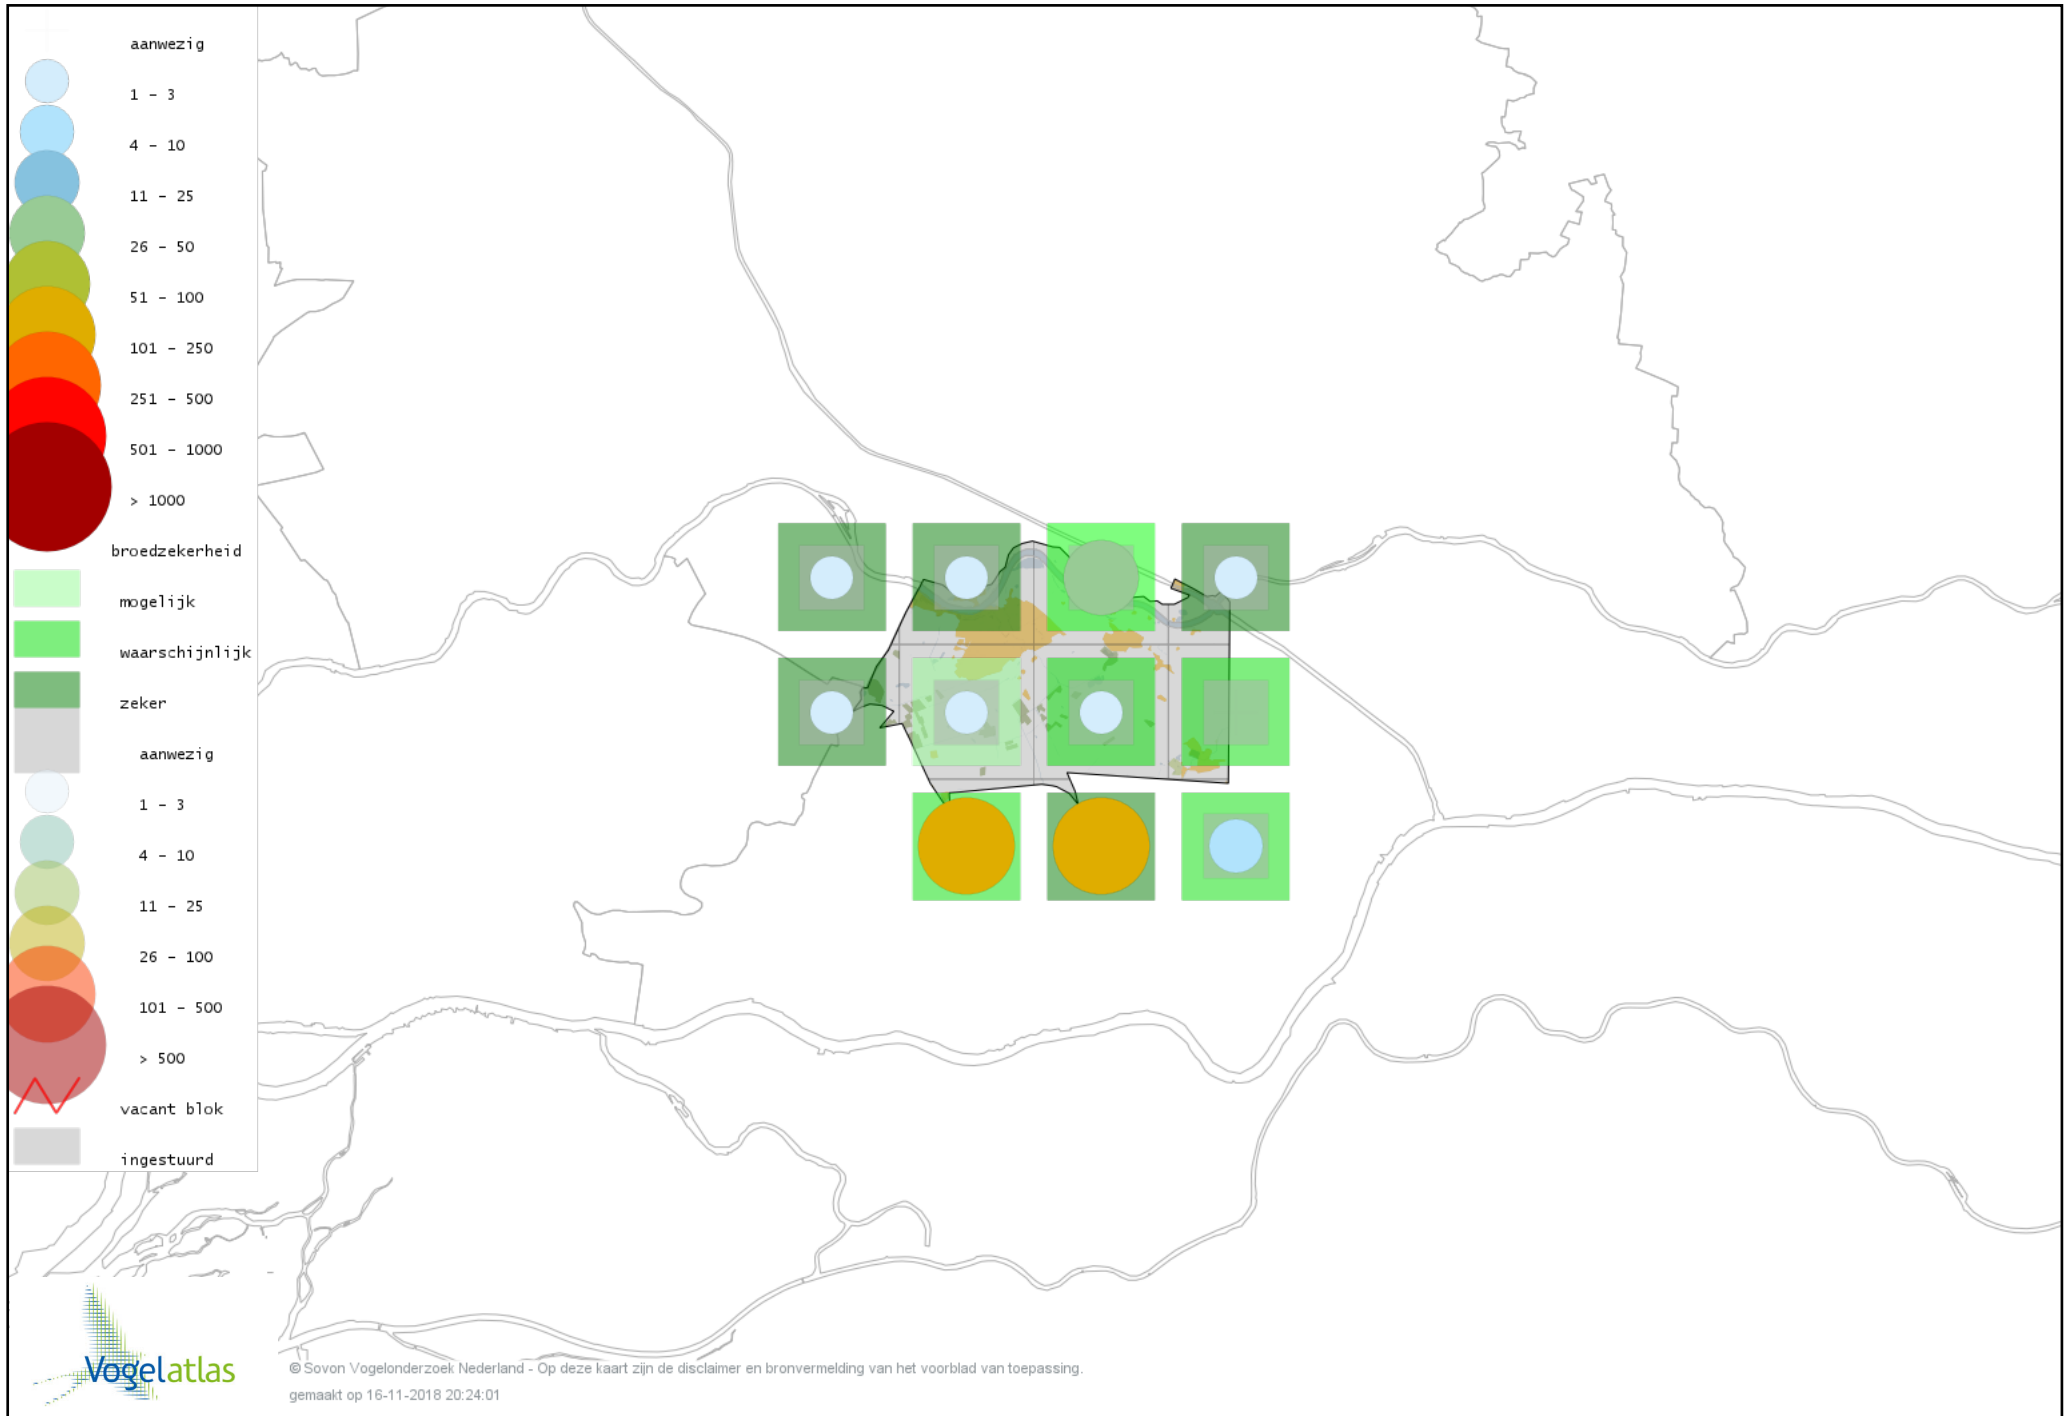 aanwezig
1 - 3
4 - 10
11 - 25
26 - 50
51 - 100
101 - 250
251 - 500
501 - 1000
> 1000
broedzekerheid
mogelijk
waarschijnlijk
zeker
aanwezig
1 - 3
4 - 10
11 - 25
26 - 100
101 - 500
> 500
vacant blok
ingestuurd
Vogelatlas
© Sovon Vogelonderzoek Nederland - Op deze kaart zijn de disclaimer en bronvermelding van het voorblad van toepassing.
gemaakt op 16-11-2018 20:24:01